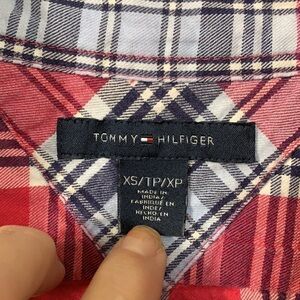 TOMMY HILFIGER
XS/TP/XP
MADE IN
INDIA/
FABRIQUÉ EN
INDE/
HECHO EN
INDIA